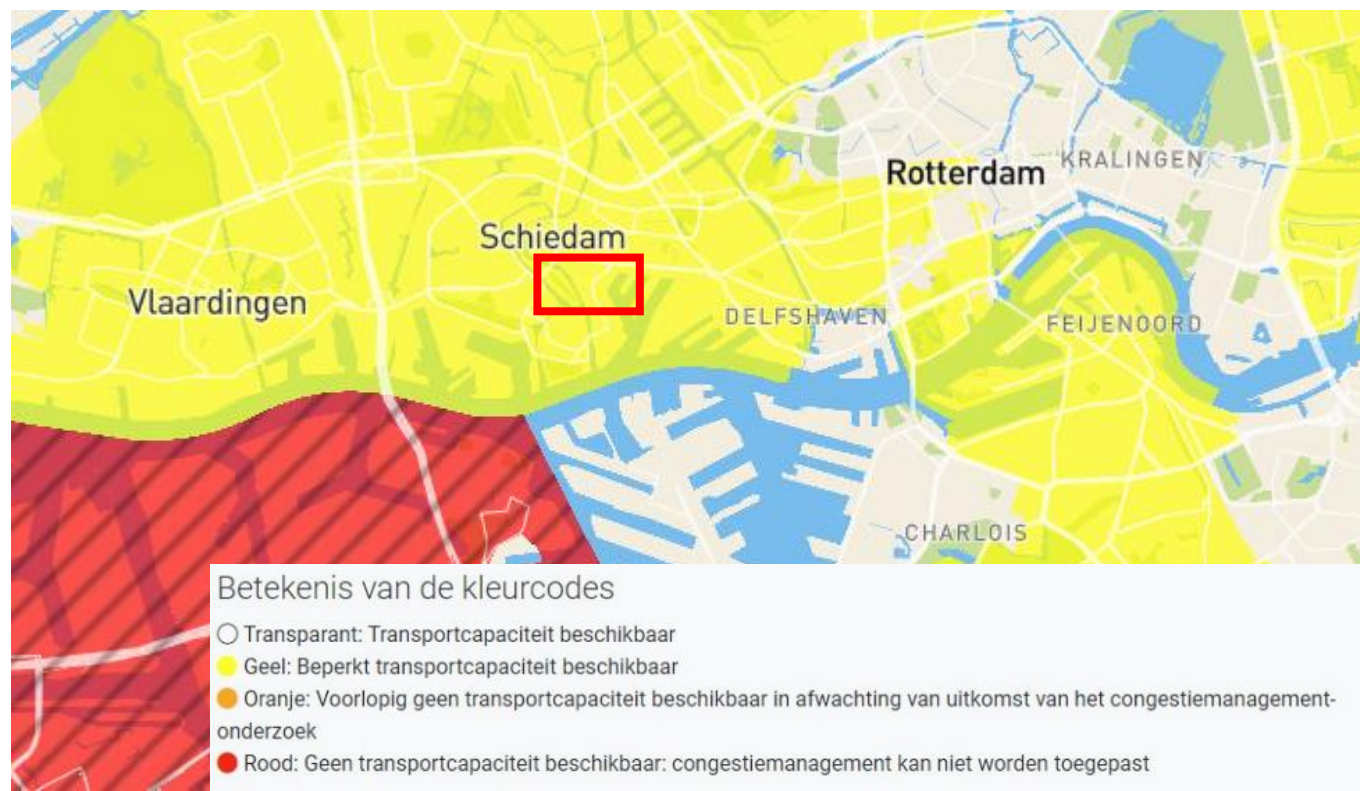 Rotterdam
KRALINGEN
Schiedam
Vlaardingen
DELFSHAVEN
FEIJENOORD
CHARLOIS
Betekenis van de kleurcodes
Transparant: Transportcapaciteit beschikbaar
Geel: Beperkt transportcapaciteit beschikbaar
Oranje: Voorlopig geen transportcapaciteit beschikbaar in afwachting van uitkomst van het congestiemanagement-
onderzoek
Rood: Geen transportcapaciteit beschikbaar: congestiemanagement kan niet worden toegepast